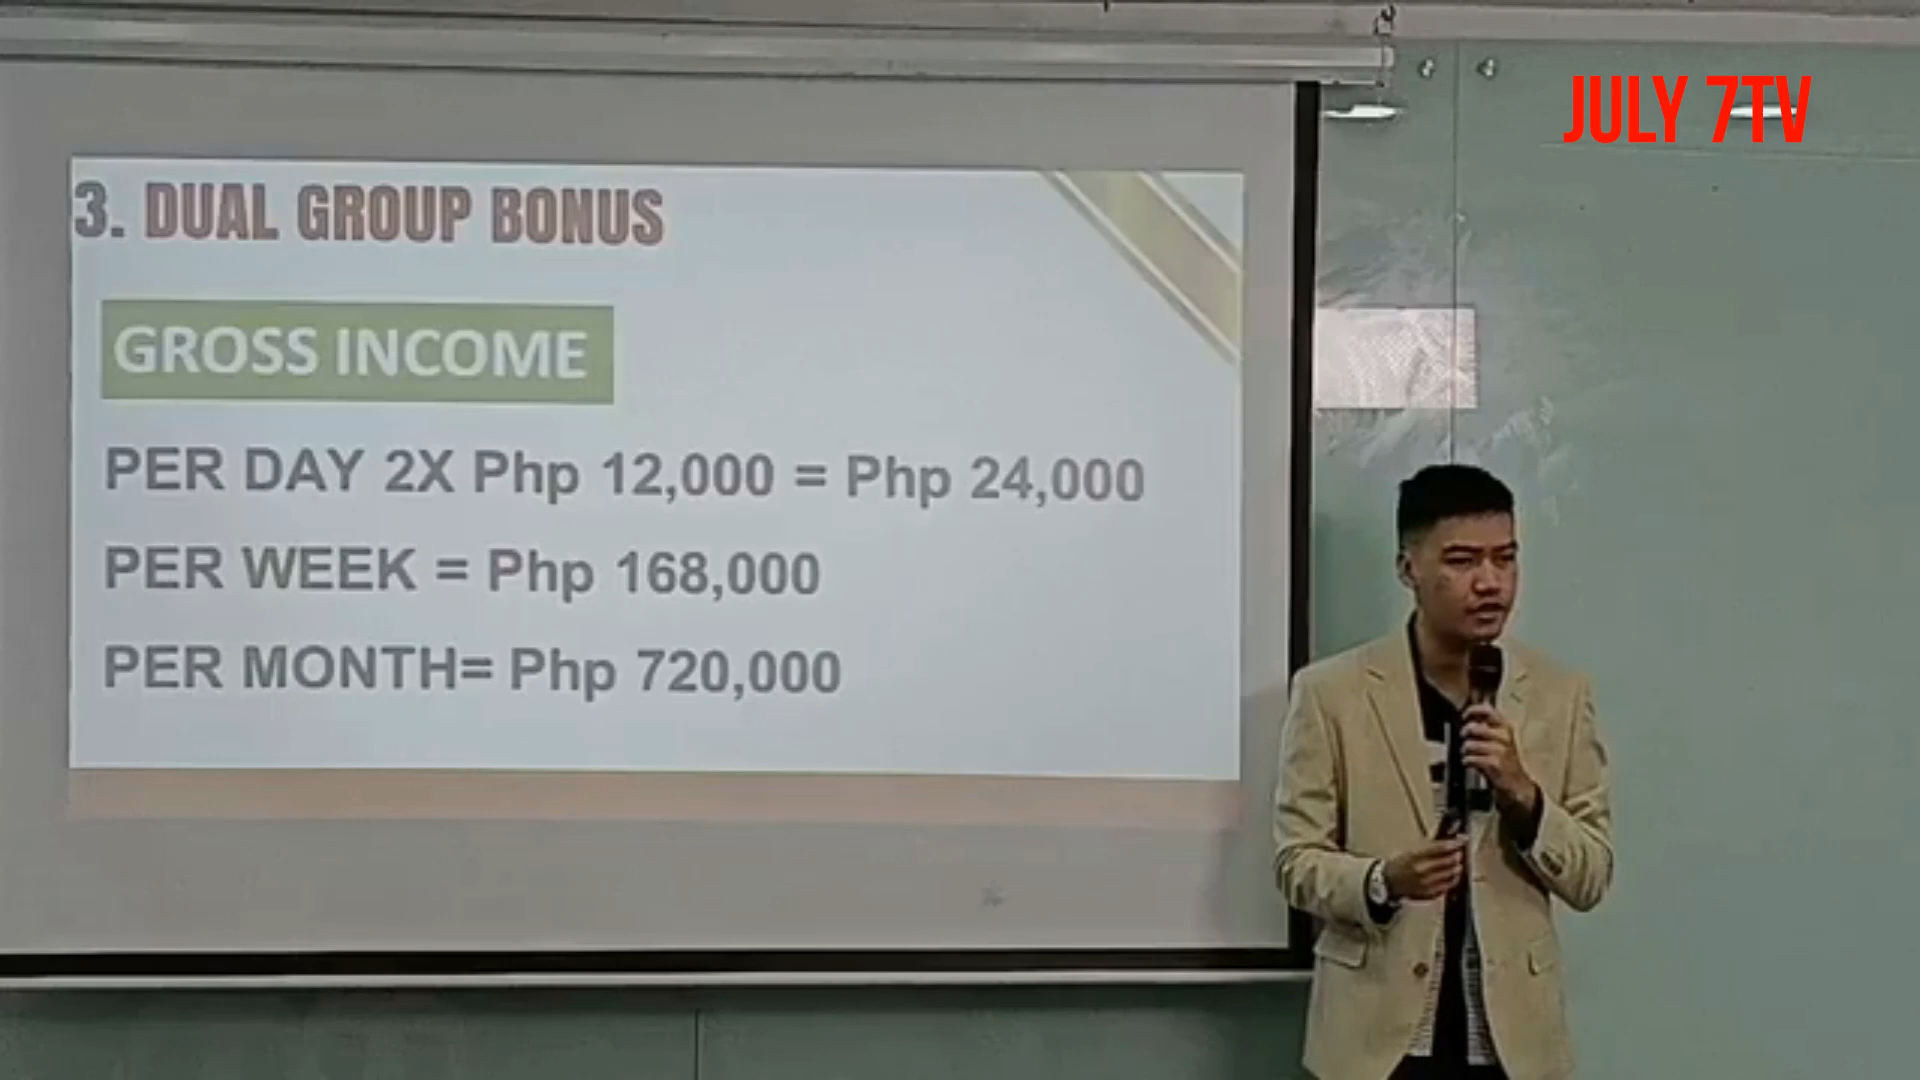 JULY 7TV
3. DUAL GROUP BONUS
GROSS INCOME
PER DAY 2X Php 12,000 = Php 24,000
PER WEEK = Php 168,000
PER MONTH= Php 720,000